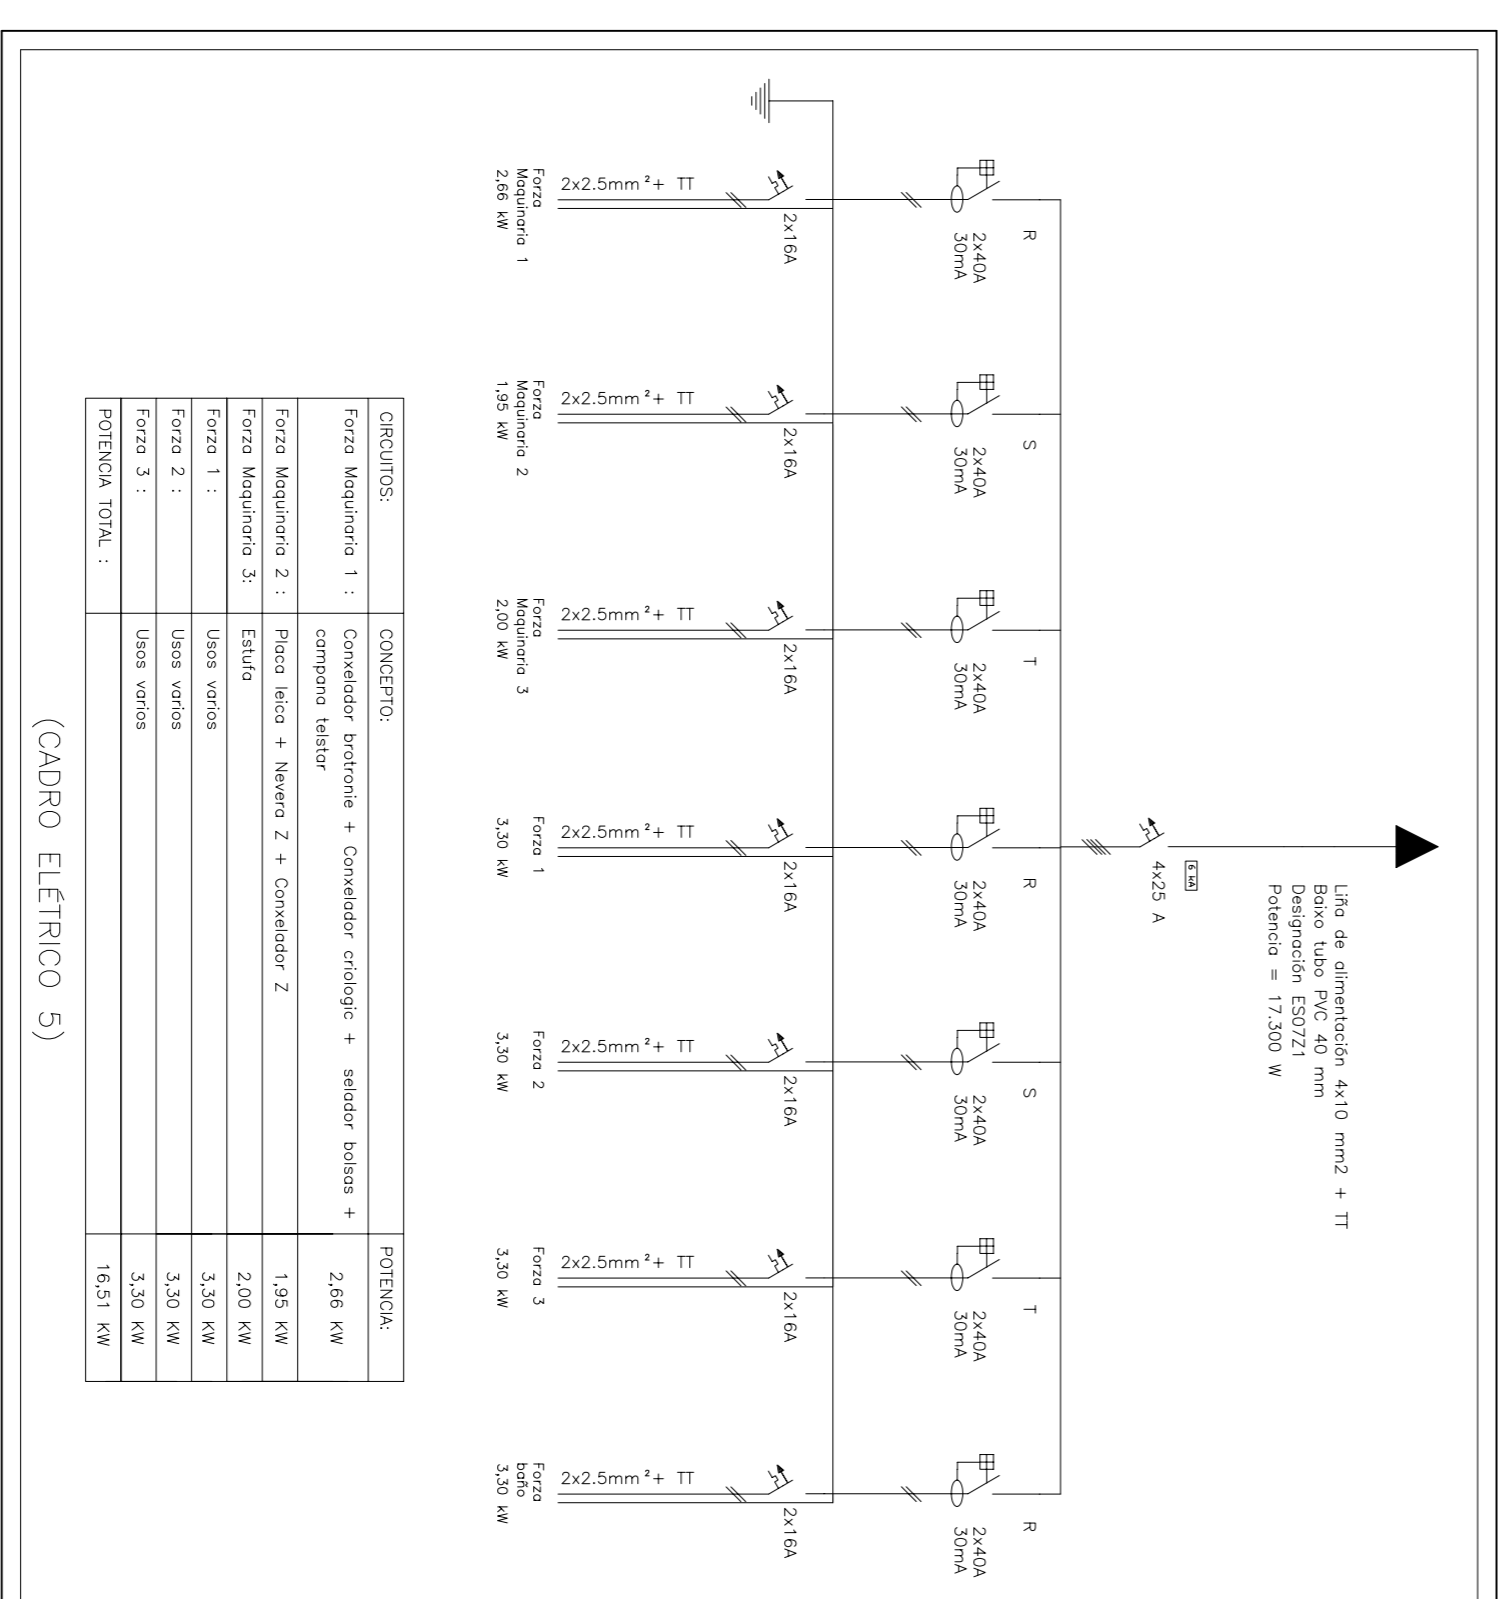 Liña de alimentación 4x10 mm2 + TT
Baixo tubo PVC 40 mm
Designación ES07Z1
Potencia = 17.300 W
6 kA
4x25 A
R
S
T
R
S
T
R
2x40A
30mA
2x40A
30mA
2x40A
30mA
2x40A
30mA
2x40A
30mA
2x40A
30mA
2x40A
30mA
2x16A
2x16A
2x16A
2x16A
2x16A
2x16A
2x16A
2x2.5mm²+ TT
2x2.5mm²+ TT
2x2.5mm²+ TT
2x2.5mm²+ TT
2x2.5mm²+ TT
2x2.5mm²+ TT
2x2.5mm²+ TT
Forza
Maquinaria 1
2,66 kW
Forza
Maquinaria 2
1,95 kW
Forza
Maquinaria 3
2,00 kW
Forza 1
3,30 kW
Forza 2
3,30 kW
Forza 3
3,30 kW
Forza
baño
3,30 kW
CIRCUITOS: CONCEPTO: POTENCIA:
Forza Maquinaria 1 : Conxelador brotronie + Conxelador criologic + selador bolsas +
campana telstar 2,66 KW
Forza Maquinaria 2 : Placa leica + Nevera Z + Conxelador Z 1,95 KW
Forza Maquinaria 3: Estufa 2,00 KW
Forza 1 : Usos varios 3,30 KW
Forza 2 : Usos varios 3,30 KW
Forza 3 : Usos varios 3,30 KW
POTENCIA TOTAL : 16,51 KW
(CADRO ELÉTRICO 5)